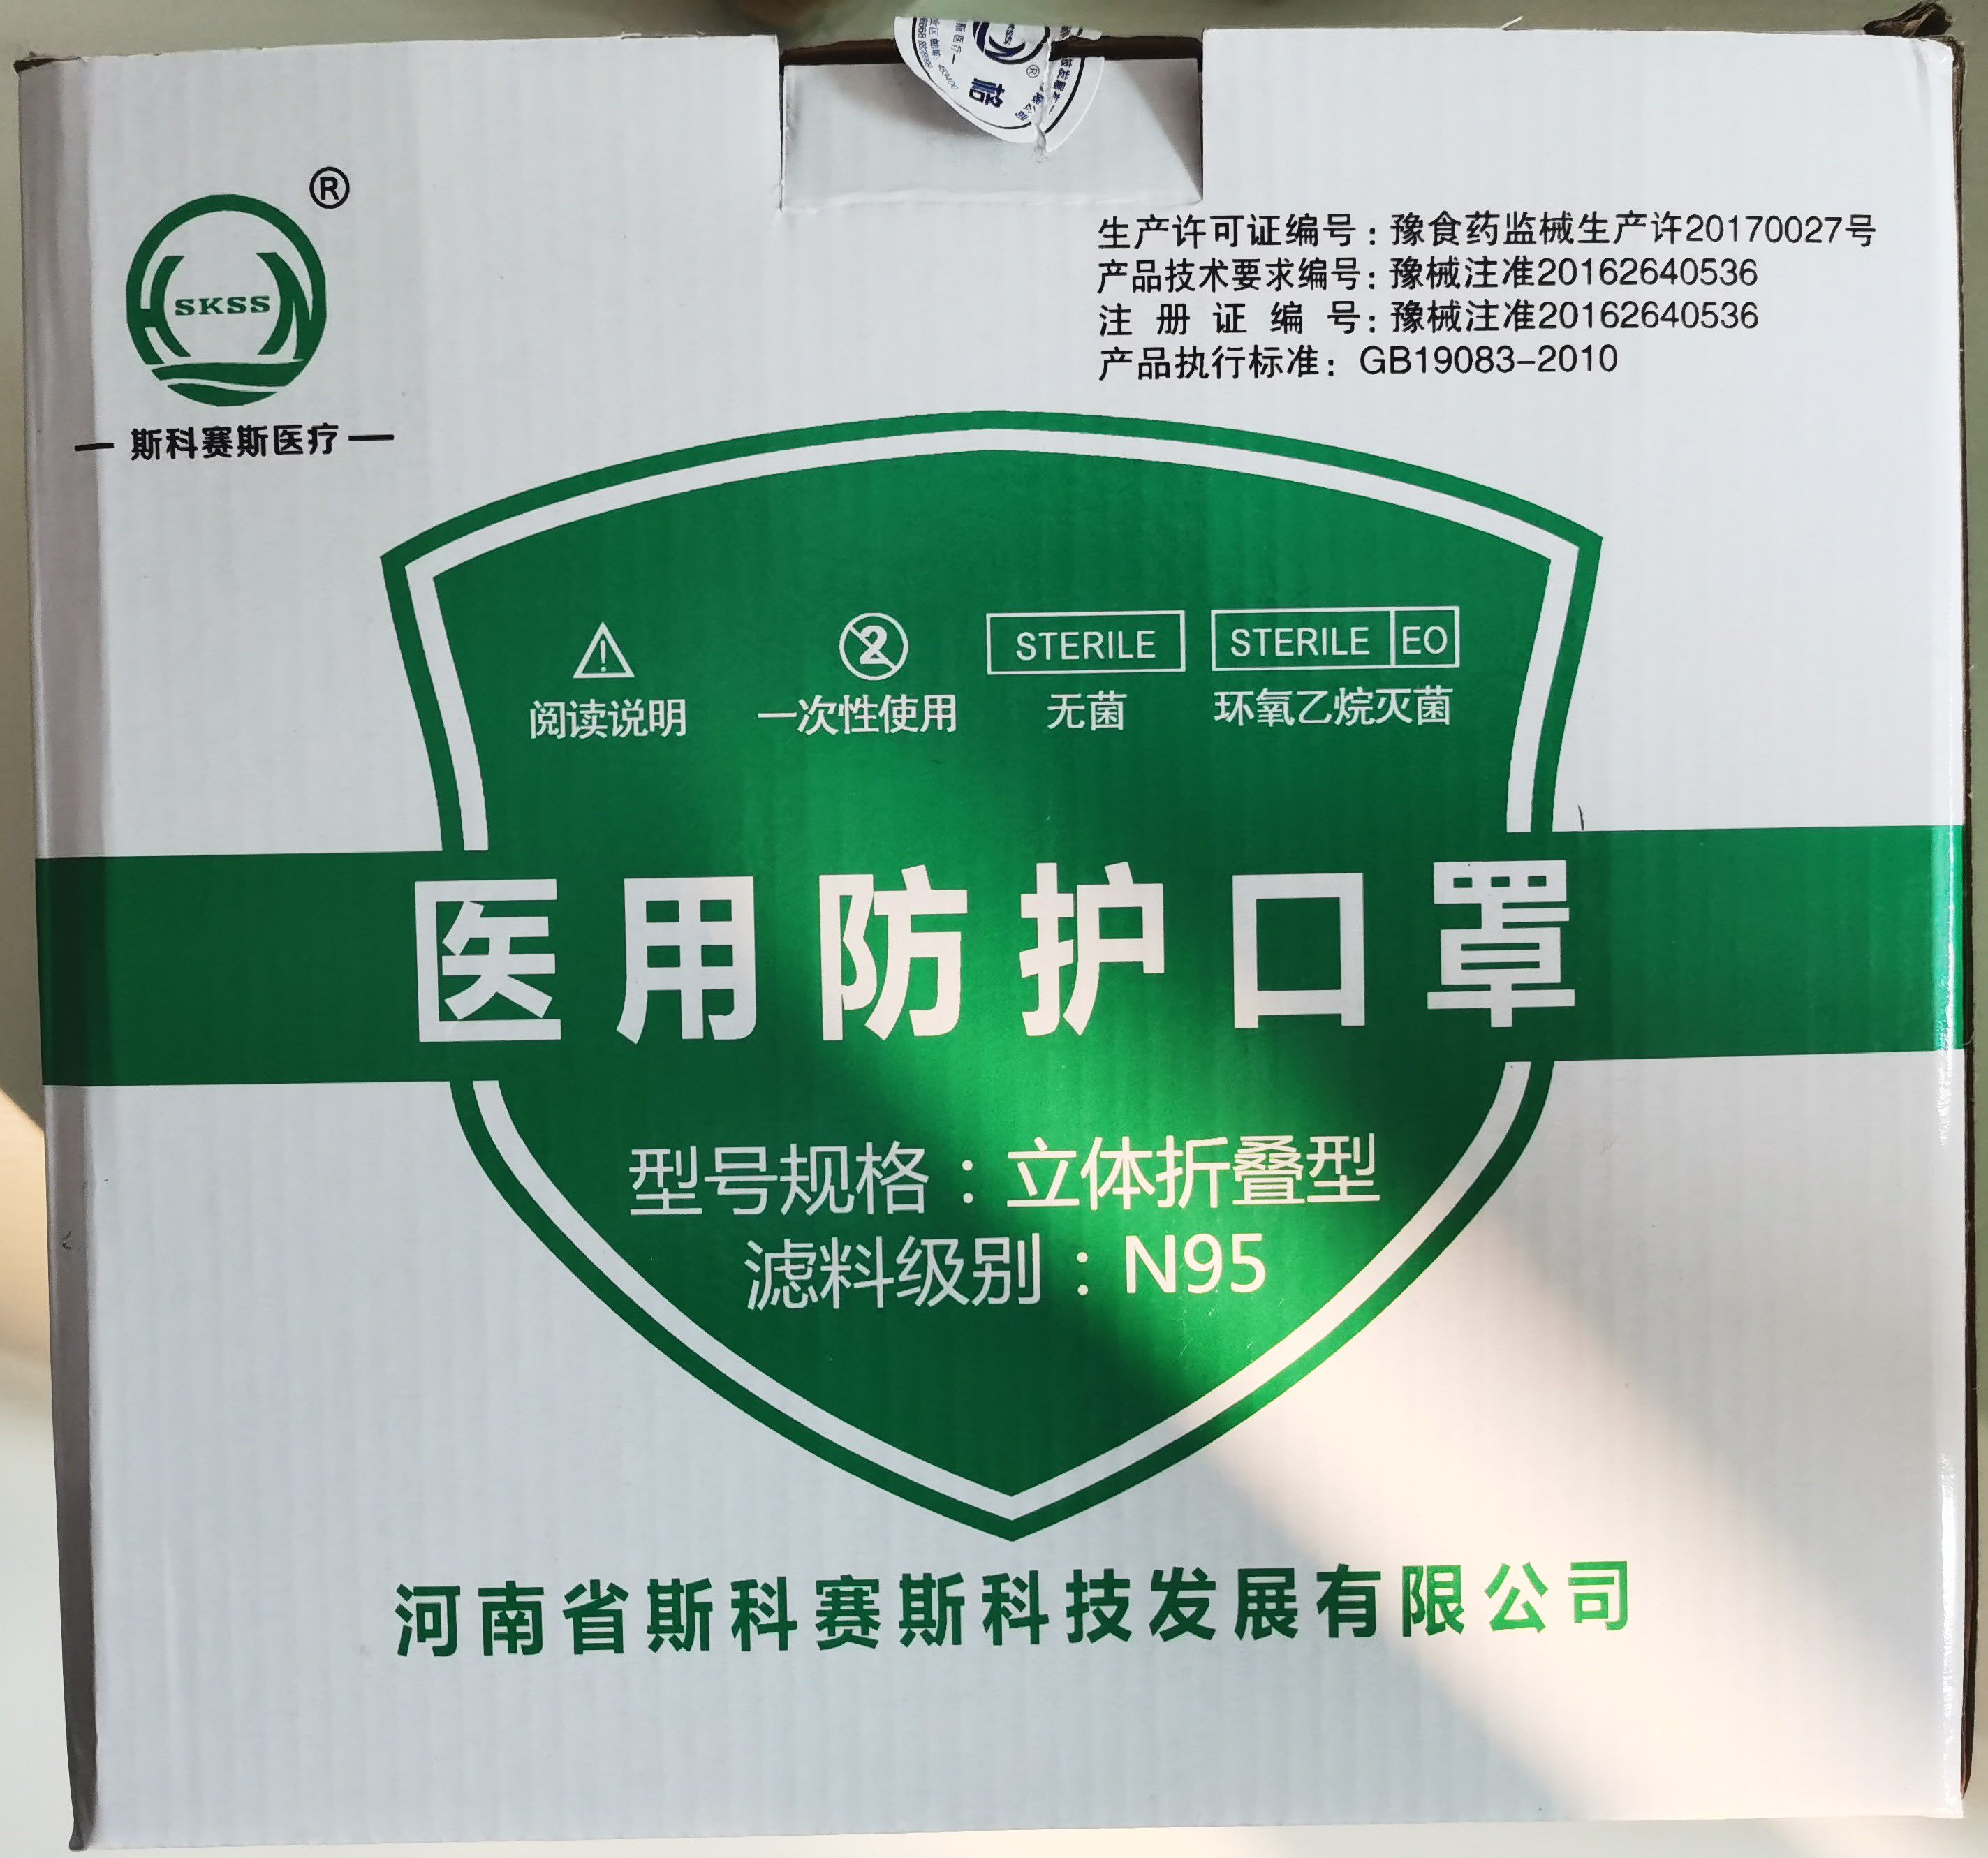 SKSS
®
斯科赛斯医疗
生产许可证编号：豫食药监械生产许20170027号
产品技术要求编号：豫械注准20162640536
注册证编号：豫械注准20162640536
产品执行标准：GB19083-2010
STERILE
STERILE EO
阅读说明 一次性使用 无菌 环氧乙烷灭菌
医用防护口罩
型号规格：立体折叠型
滤料级别：N95
河南省斯科赛斯科技发展有限公司